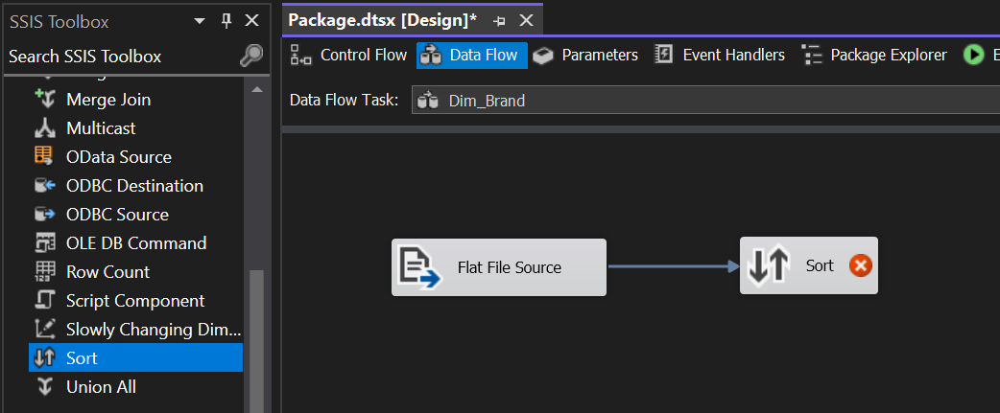 SSIS Toolbox
Search SSIS Toolbox
Merge Join
Multicast
OData Source
ODBC Destination
ODBC Source
OLE DB Command
Row Count
Script Component
Slowly Changing Dim...
Sort
Union All
Package.dtsx [Design]*
Control Flow Data Flow Parameters Event Handlers Package Explorer
Data Flow Task: Dim_Brand
Flat File Source
Sort